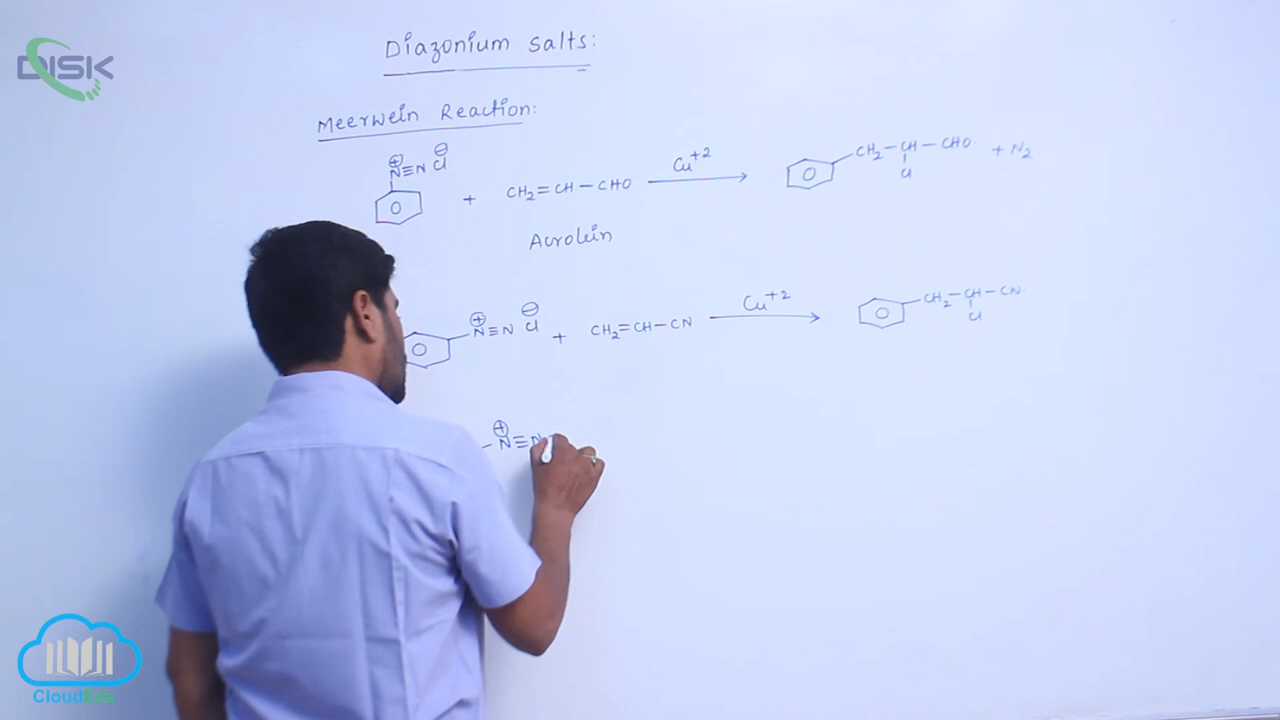 DISK
Diazonium Salts:
Meerwein Reaction:
⊕ ⊖
N≡N Cl + CH2=CH-CHO Cu+2 → CH2-CH-CHO + N2
Cl
Acrolein
⊕ ⊖
N≡N Cl + CH2=CH-CN Cu+2 → CH2-CH-CN
Cl
⊕
-N≡N
CloudEdz